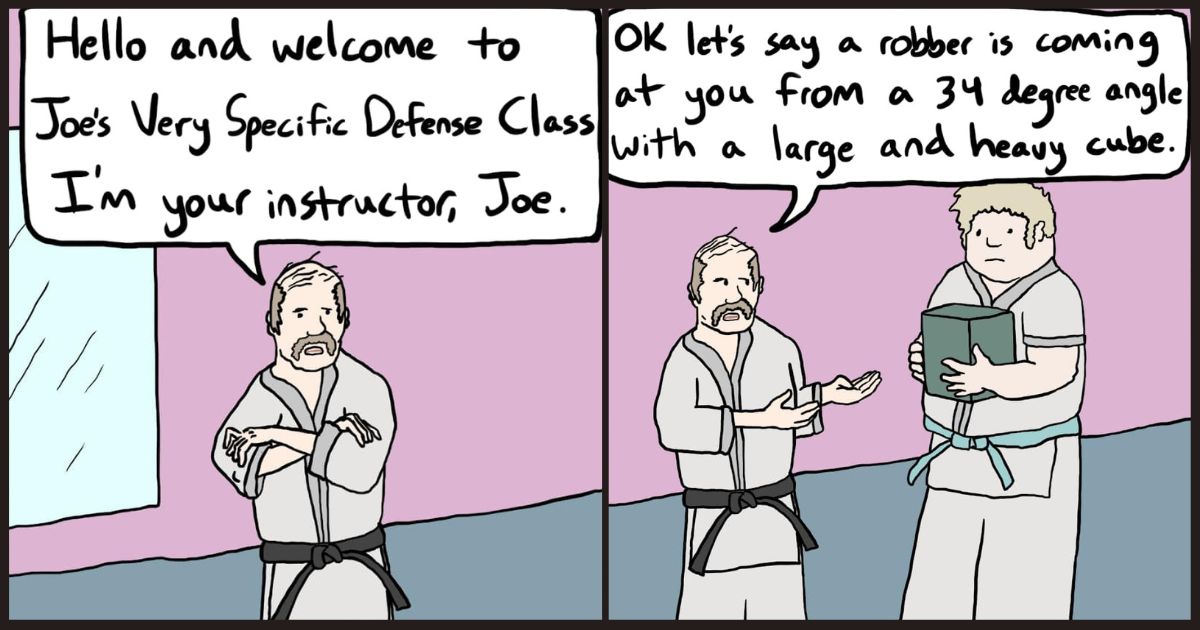 Hello and welcome to
Joe's Very Specific Defense Class
I'm your instructor, Joe.
OK let's say a robber is coming
at you from a 34 degree angle
with a large and heavy cube.